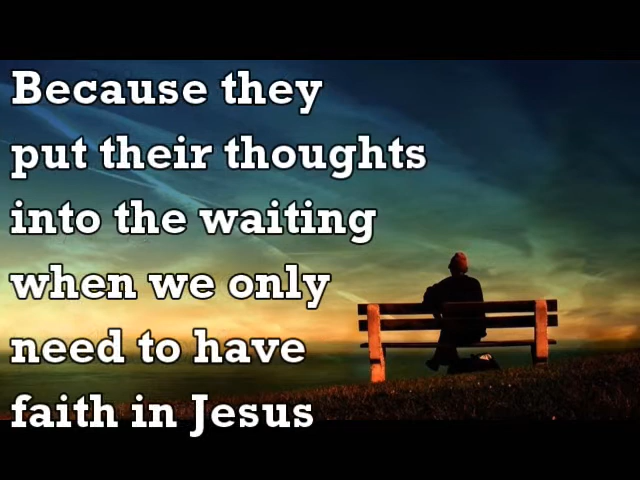 Because they
put their thoughts
into the waiting
when we only
need to have
faith in Jesus